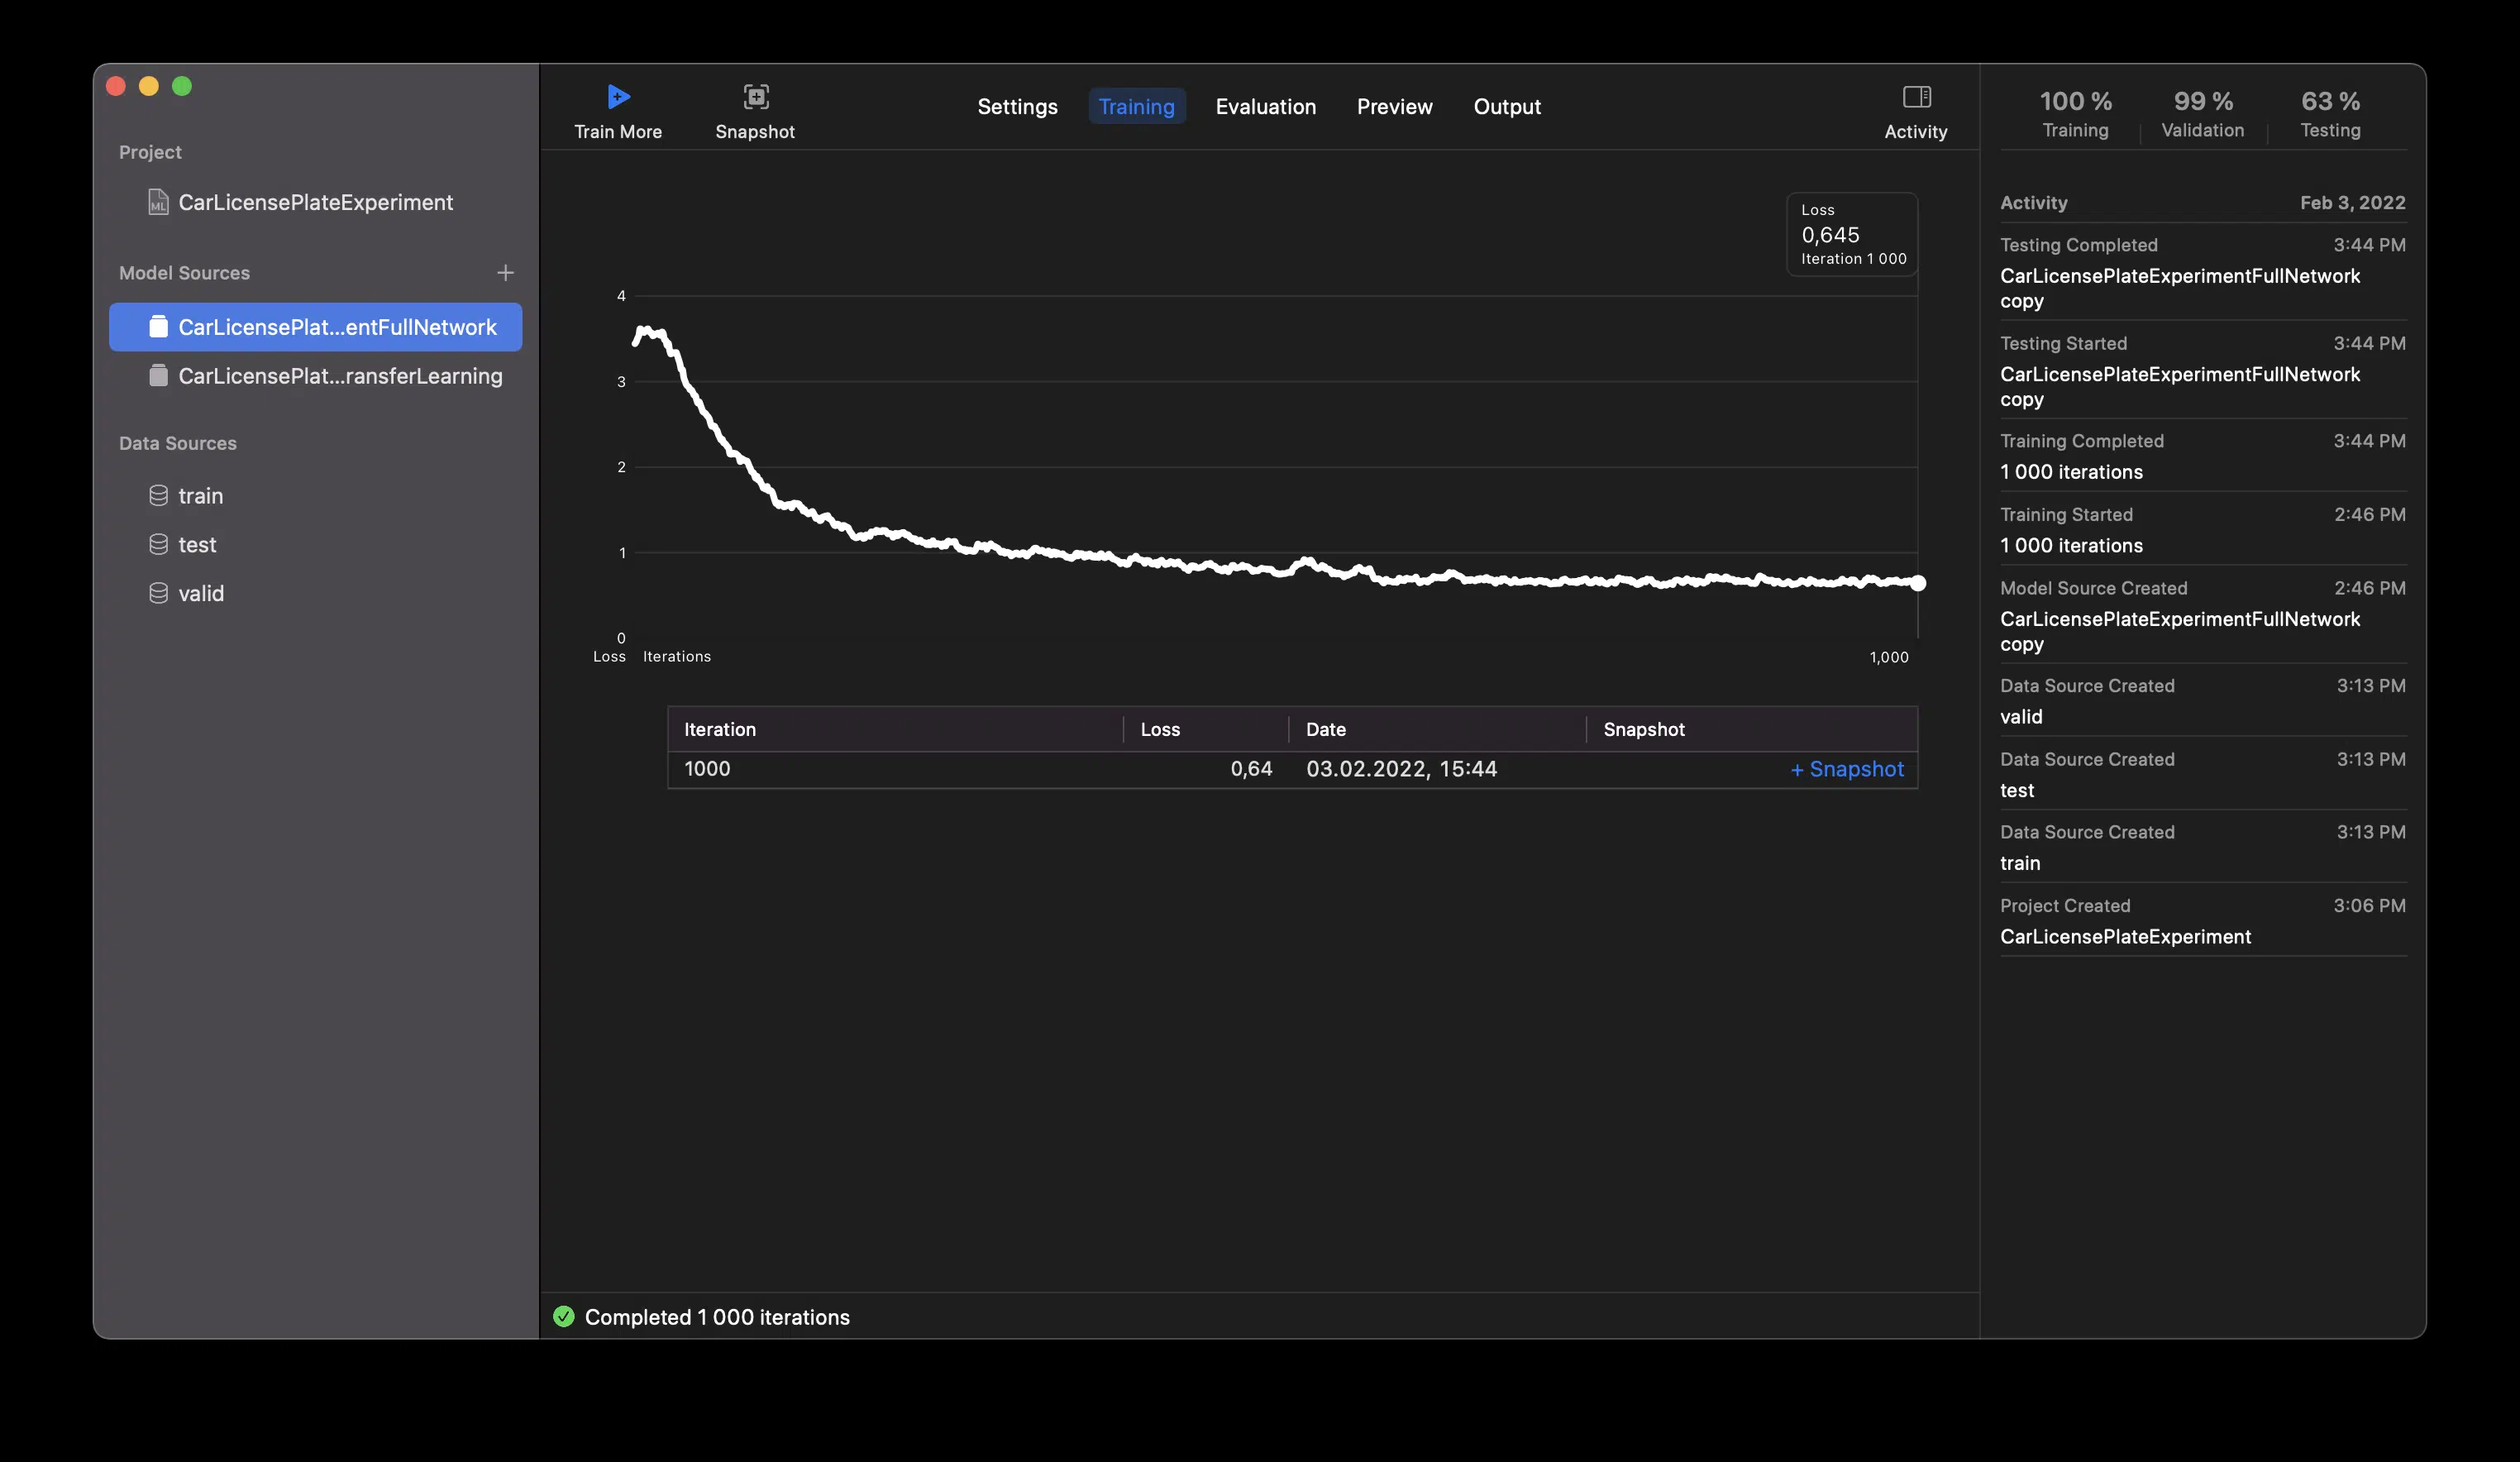 Project
CarLicensePlateExperiment
Model Sources
CarLicensePlat...entFullNetwork
CarLicensePlat...ransferLearning
Data Sources
train
test
valid
Train More
Snapshot
Settings
Training
Evaluation
Preview
Output
Activity
Loss
0,645
Iteration 1 000
4
3
2
1
0
Loss Iterations 1,000
Iteration Loss Date Snapshot
1000 0,64 03.02.2022, 15:44 + Snapshot
Completed 1 000 iterations
100 % 99 % 63 %
Training Validation Testing
Activity Feb 3, 2022
Testing Completed 3:44 PM
CarLicensePlateExperimentFullNetwork
copy
Testing Started 3:44 PM
CarLicensePlateExperimentFullNetwork
copy
Training Completed 3:44 PM
1 000 iterations
Training Started 2:46 PM
1 000 iterations
Model Source Created 2:46 PM
CarLicensePlateExperimentFullNetwork
copy
Data Source Created 3:13 PM
valid
Data Source Created 3:13 PM
test
Data Source Created 3:13 PM
train
Project Created 3:06 PM
CarLicensePlateExperiment